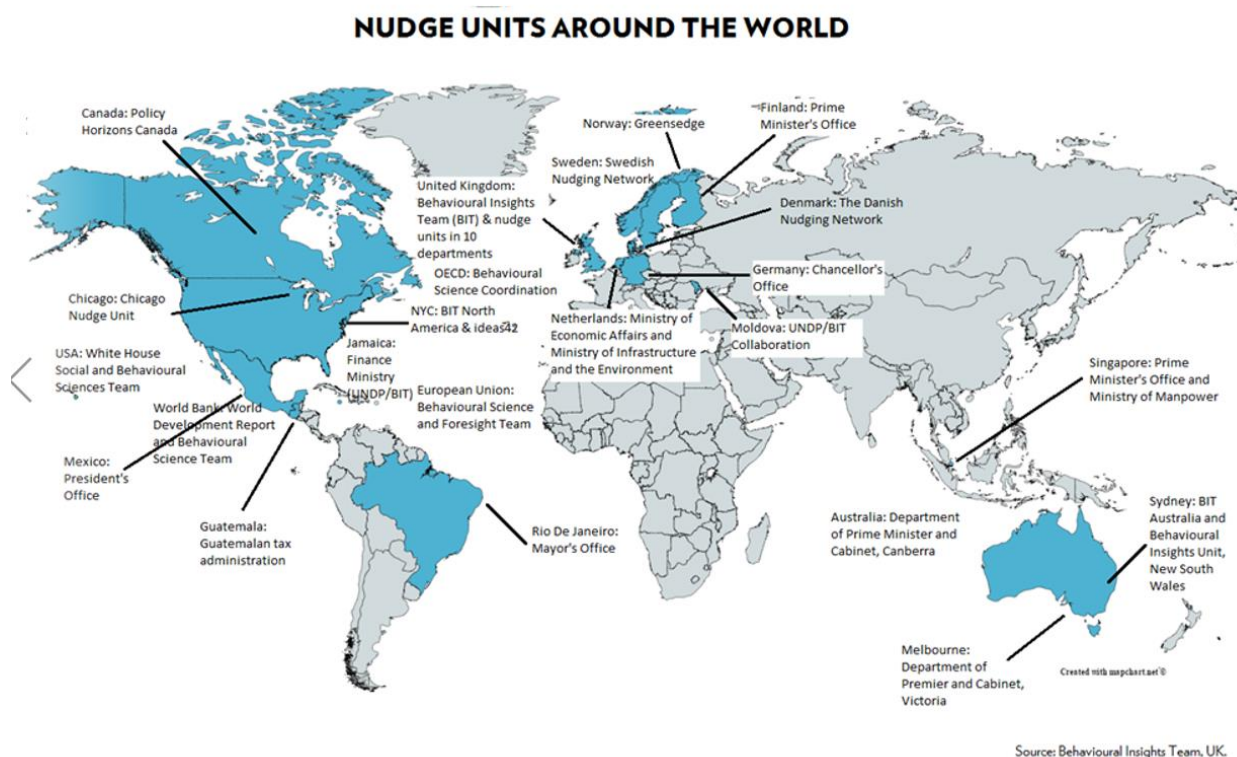 NUDGE UNITS AROUND THE WORLD
Canada: Policy
Horizons Canada
Norway: Greensedge
Finland: Prime
Minister's Office
Sweden: Swedish
Nudging Network
United Kingdom:
Behavioural Insights
Team (BIT) & nudge
units in 10
departments
Denmark: The Danish
Nudging Network
OECD: Behavioural
Science Coordination
Germany: Chancellor's
Office
Chicago: Chicago
Nudge Unit
NYC: BIT North
America & ideas42
Netherlands: Ministry of
Economic Affairs and
Ministry of Infrastructure
and the Environment
Moldova: UNDP/BIT
Collaboration
USA: White House
Social and Behavioural
Sciences Team
Jamaica:
Finance
Ministry
(UNDP/BIT)
European Union:
Behavioural Science
and Foresight Team
Singapore: Prime
Minister's Office and
Ministry of Manpower
World Bank: World
Development Report
and Behavioural
Science Team
Mexico:
President's
Office
Guatemala:
Guatemalan tax
administration
Rio De Janeiro:
Mayor's Office
Australia: Department
of Prime Minister and
Cabinet, Canberra
Sydney: BIT
Australia and
Behavioural
Insights Unit,
New South
Wales
Melbourne:
Department of
Premier and Cabinet,
Victoria
Created with mapchart.net ©
Source: Behavioural Insights Team, UK.